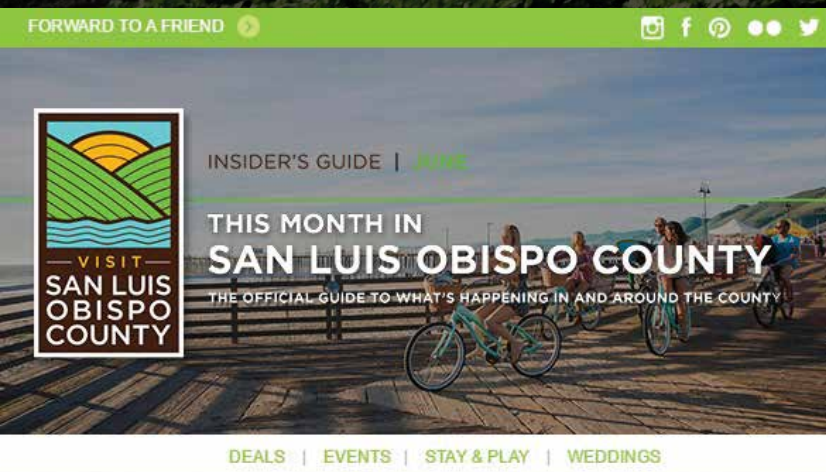 FORWARD TO A FRIEND
INSIDER'S GUIDE | JUNE
THIS MONTH IN
SAN LUIS OBISPO COUNTY
THE OFFICIAL GUIDE TO WHAT'S HAPPENING IN AND AROUND THE COUNTY
VISIT
SAN LUIS
OBISPO
COUNTY
DEALS | EVENTS | STAY & PLAY | WEDDINGS